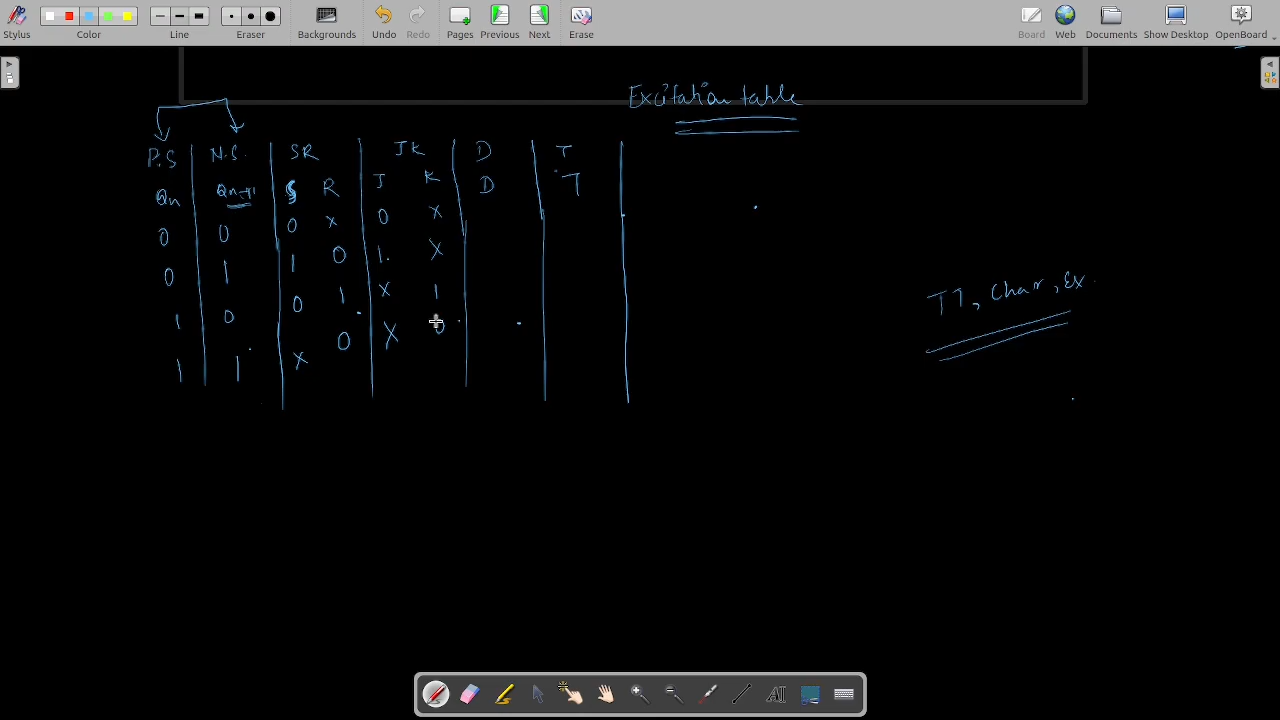 Stylus Color Line Eraser Backgrounds Undo Redo Pages Previous Next Erase Board Web Documents Show Desktop OpenBoard
Excitation table
P.S N.S. SR JK D T
Qn Qn+1 S R J K D T
0 0 0 x 0 x
0 1 1 0 1. x
1 0 0 1 x 1
1 1 x 0 x 0
TT, Char, Ex.
AI